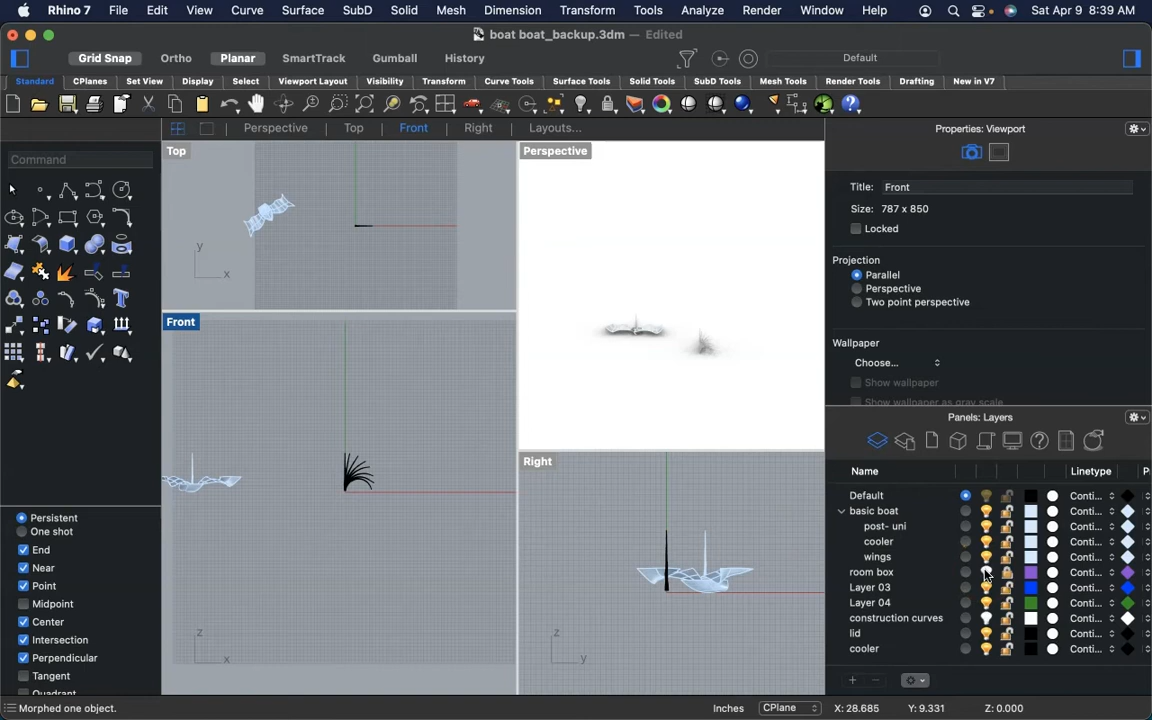 Rhino 7 File Edit View Curve Surface SubD Solid Mesh Dimension Transform Tools Analyze Render Window Help Sat Apr 9 8:39 AM
boat boat_backup.3dm — Edited
Grid Snap Ortho Planar SmartTrack Gumball History Default
Standard CPlanes Set View Display Select Viewport Layout Visibility Transform Curve Tools Surface Tools Solid Tools SubD Tools Mesh Tools Render Tools Drafting New in V7
Perspective Top Front Right Layouts...
Properties: Viewport
Command
Top
Perspective
Title: Front
Size: 787 x 850
Locked
Projection
Parallel
Perspective
Two point perspective
Wallpaper
Choose...
Show wallpaper
Show wallpaper as gray scale
y
x
Front
z
x
Right
z
y
Panels: Layers
Name Linetype P
Default Conti...
basic boat Conti...
post- uni Conti...
cooler Conti...
wings Conti...
room box Conti...
Layer 03 Conti...
Layer 04 Conti...
construction curves Conti...
lid Conti...
cooler Conti...
Persistent
One shot
End
Near
Point
Midpoint
Center
Intersection
Perpendicular
Tangent
Quadrant
Morphed one object. Inches CPlane X: 28.685 Y: 9.331 Z: 0.000